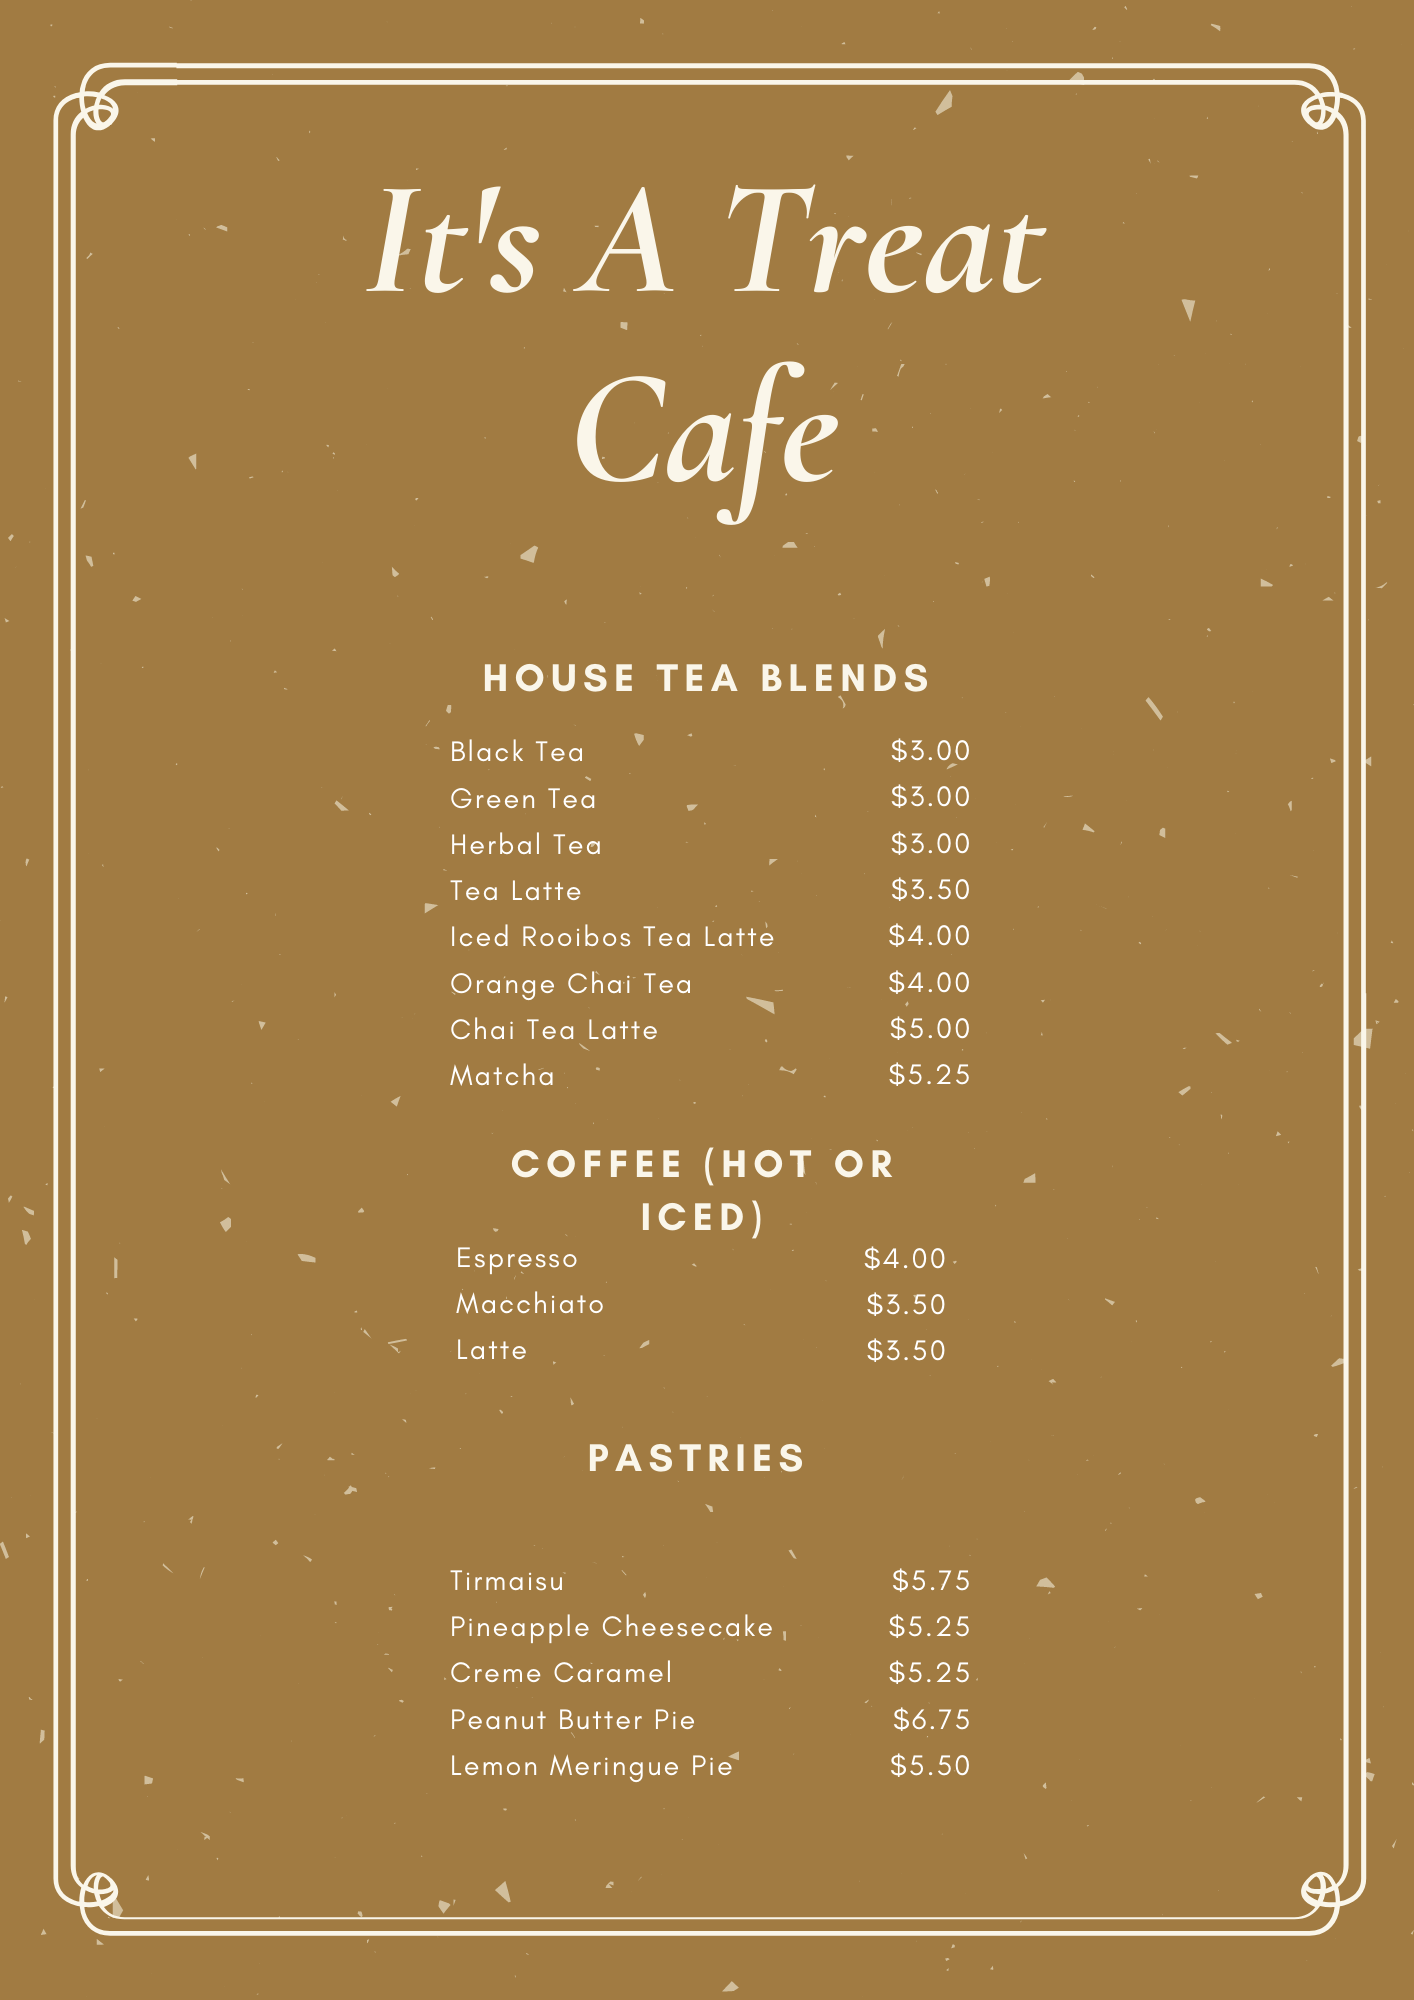 It's A Treat
Cafe
HOUSE TEA BLENDS
Black Tea $3.00
Green Tea $3.00
Herbal Tea $3.00
Tea Latte $3.50
Iced Rooibos Tea Latte $4.00
Orange Chai Tea $4.00
Chai Tea Latte $5.00
Matcha $5.25
COFFEE (HOT OR
ICED)
Espresso $4.00
Macchiato $3.50
Latte $3.50
PASTRIES
Tirmaisu $5.75
Pineapple Cheesecake $5.25
Creme Caramel $5.25
Peanut Butter Pie $6.75
Lemon Meringue Pie $5.50